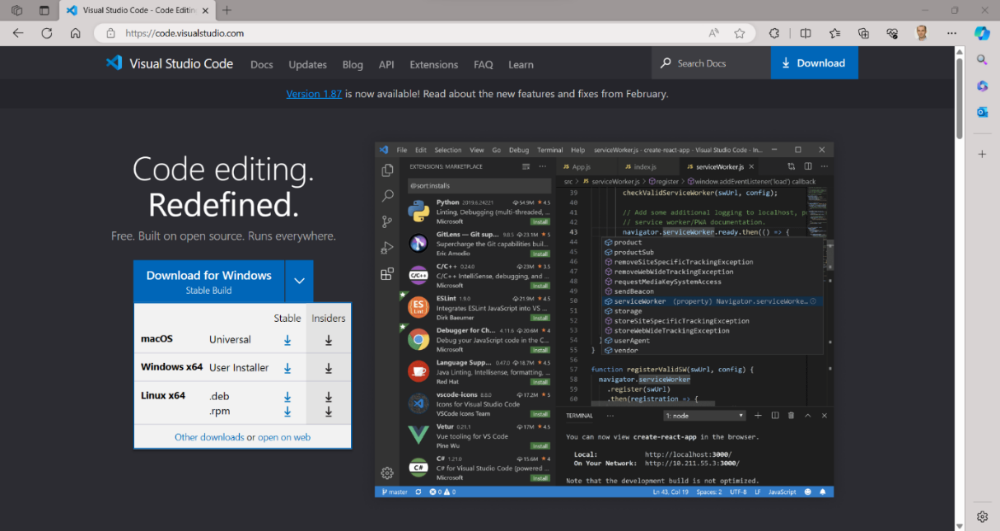 Visual Studio Code - Code Editin
https://code.visualstudio.com
Visual Studio Code
Docs
Updates
Blog
API
Extensions
FAQ
Learn
Search Docs
Download
Version 1.87 is now available! Read about the new features and fixes from February.
Code editing.
Redefined.
Free. Built on open source. Runs everywhere.
Download for Windows
Stable Build
Stable Insiders
macOS Universal
Windows x64 User Installer
Linux x64 .deb
.rpm
Other downloads or open on web
File Edit Selection View Go Debug Terminal Help serviceWorker.js - create-react-app - Visual Studio Code - In...
EXTENSIONS: MARKETPLACE
@sort:installs
Python 2019.6.24221 54.9M 4.5
Linting, Debugging (multi-threaded, ...
Microsoft Install
GitLens — Git sup... 9.8.5 23.1M 5
Supercharge the Git capabilities buil...
Eric Amodio Install
C/C++ 0.24.0 23M 3.5
C/C++ IntelliSense, debugging, and ...
Microsoft Install
ESLint 1.9.0 21.9M 4.5
Integrates ESLint JavaScript into VS ...
Dirk Baeumer Install
Debugger for Ch... 4.11.6 20.6M 4
Debug your JavaScript code in the C...
Microsoft Install
Language Supp... 0.47.0 18.7M 4.5
Java Linting, Intellisense, formatting, ...
Red Hat Install
vscode-icons 8.8.0 17.2M 5
Icons for Visual Studio Code
VSCode Icons Team Install
Vetur 0.21.1 17M 4.5
Vue tooling for VS Code
Pine Wu Install
C# 1.21.0 15.6M 4
C# for Visual Studio Code (powered ...
Microsoft Install
JS App.js
JS index.js
JS serviceWorker.js
src > JS serviceWorker.js > register > window.addEventListener('load') callback
39 checkValidServiceWorker(swUrl, config);
40
41 // Add some additional logging to localhost, p
42 // service worker/PWA documentation.
43 navigator.serviceWorker.ready.then(() => {
44 product
45 productSub
46 removeSiteSpecificTrackingException
47 removeWebWideTrackingException
48 requestMediaKeySystemAccess
49 sendBeacon
50 serviceWorker (property) Navigator.serviceWorke...
51 storage
52 storeSiteSpecificTrackingException
53 storeWebWideTrackingException
54 } userAgent
55 } vendor
56
57 function registerValidSW(swUrl, config) {
58 navigator.serviceWorker
59 .register(swUrl)
60 .then(registration => {
TERMINAL ... 1: node
You can now view create-react-app in the browser.
Local: http://localhost:3000/
On Your Network: http://10.211.55.3:3000/
Note that the development build is not optimized.
master 0 0 Ln 43, Col 19 Spaces: 2 UTF-8 LF JavaScript